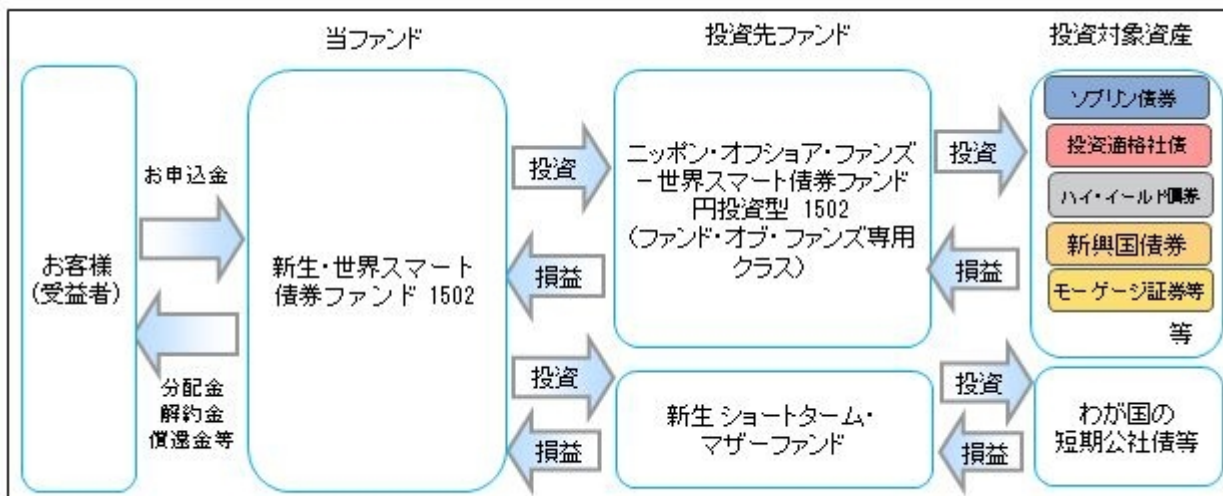 当ファンド
投資先ファンド
投資対象資産
お客様
(受益者)
お申込金
分配金
解約金
償還金等
新生・世界スマート
債券ファンド 1502
投資
損益
投資
損益
ニッポン・オフショア・ファンズ
－世界スマート債券ファンド
円投資型 1502
(ファンド・オブ・ファンズ専用
クラス)
新生 ショートターム・
マザーファンド
投資
損益
投資
損益
ソブリン債券
投資適格社債
ハイ・イールド債券
新興国債券
モーゲージ証券等
等
わが国の
短期公社債等